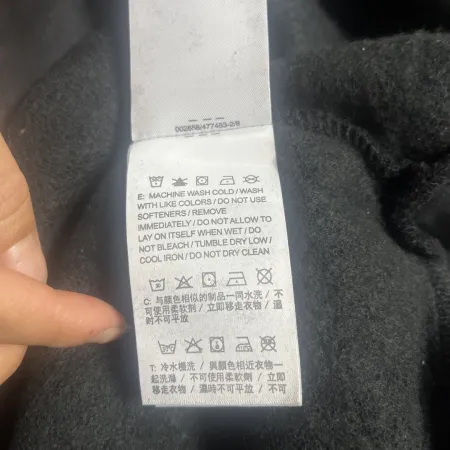 E: MACHINE WASH COLD / WASH
WITH LIKE COLORS / DO NOT USE
SOFTENERS / REMOVE
IMMEDIATELY / DO NOT ALLOW TO
LAY ON ITSELF WHEN WET / DO
NOT BLEACH / TUMBLE DRY LOW /
COOL IRON / DO NOT DRY CLEAN
C: 与颜色相似的制品一同水洗 / 不
可使用柔软剂 / 立即移走衣物 / 濕
时不可平放
T: 冷水機洗 / 與顏色相近衣物一
起洗滌 / 不可使用柔軟劑 / 立即
移走衣物 / 濕時不可平放 / 不可